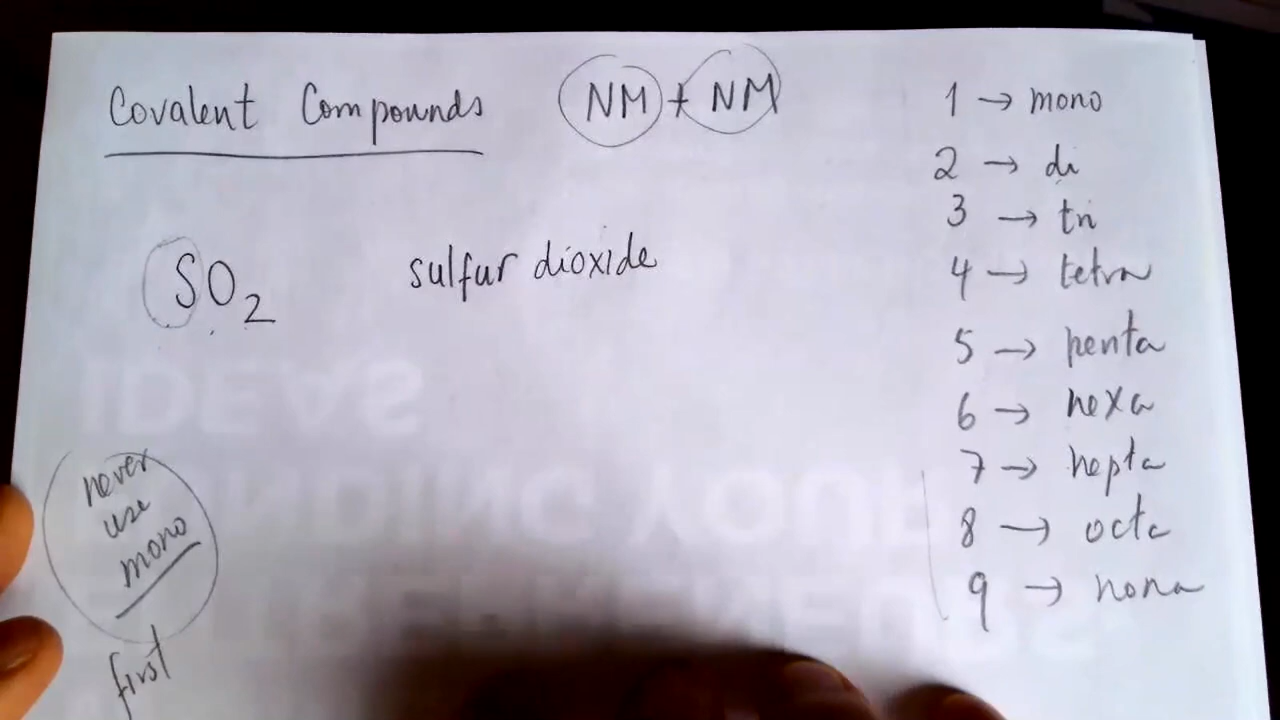 Covalent Compounds NM + NM
SO2 sulfur dioxide
never
use
mono
first
1 → mono
2 → di
3 → tri
4 → tetra
5 → penta
6 → hexa
7 → hepta
8 → octa
9 → nona
IDEAS